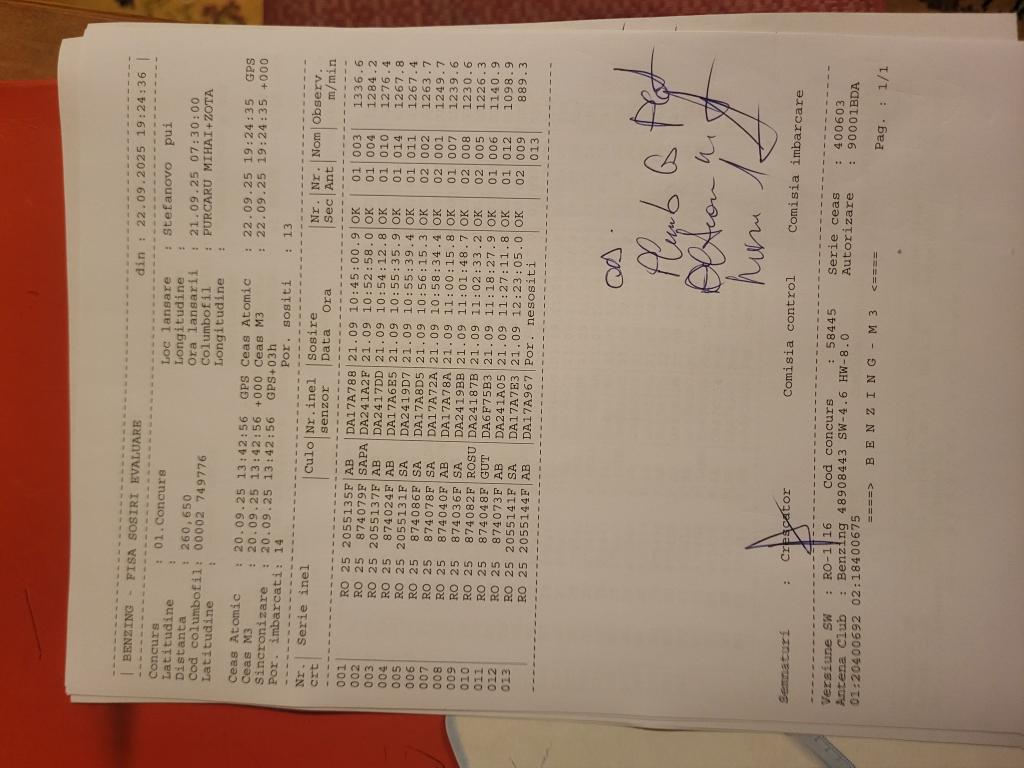 | BENZING - FISA SOSIRI EVALUARE din : 22.09.2025 19:24:36 |
Concurs : 01.Concurs Loc lansare : Stefanovo pui
Latitudine : Longitudine :
Distanta : 260,650 Ora lansarii : 21.09.25 07:30:00
Cod columbofil: 00002 749776 Columbofil : PURCARU MIHAI+ZOTA
Latitudine : Longitudine :
Ceas Atomic : 20.09.25 13:42:56 GPS Ceas Atomic : 22.09.25 19:24:35 GPS
Ceas M3 : 20.09.25 13:42:56 +000 Ceas M3 : 22.09.25 19:24:35 +000
Sincronizare : 20.09.25 13:42:56 GPS+03h
Por. imbarcati: 14 Por. sositi : 13
Nr. | Serie inel | Culo | Nr.inel | Sosire | Nr. | Nr. | Nom | Observ.
crt | senzor | Data Ora | Sec | Ant | m/min
001 | RO 25 2055135F | AB | DA17A788 | 21.09 10:45:00.9 | OK | 01 | 003 | 1336.6
002 | RO 25 874079F | SAPA | DA241A2F | 21.09 10:52:58.0 | OK | 01 | 004 | 1284.2
003 | RO 25 2055137F | AB | DA2417DD | 21.09 10:54:12.8 | OK | 01 | 010 | 1276.4
004 | RO 25 874024F | AB | DA17A6E5 | 21.09 10:55:35.9 | OK | 01 | 014 | 1267.8
005 | RO 25 2055131F | SA | DA2419D7 | 21.09 10:55:39.4 | OK | 01 | 011 | 1267.4
006 | RO 25 874086F | SA | DA17A8D5 | 21.09 10:56:15.3 | OK | 02 | 002 | 1263.7
007 | RO 25 874078F | SA | DA17A72A | 21.09 10:58:34.4 | OK | 02 | 001 | 1249.7
008 | RO 25 874040F | AB | DA17A78A | 21.09 11:00:15.8 | OK | 01 | 007 | 1239.6
009 | RO 25 874036F | SA | DA2419BB | 21.09 11:01:48.7 | OK | 02 | 008 | 1230.6
010 | RO 25 874082F | ROSU | DA24187B | 21.09 11:02:33.2 | OK | 02 | 005 | 1226.3
011 | RO 25 874048F | GUT | DA6F75B3 | 21.09 11:18:27.9 | OK | 01 | 006 | 1140.9
012 | RO 25 874073F | AB | DA241A05 | 21.09 11:27:11.8 | OK | 01 | 012 | 1098.9
013 | RO 25 2055141F | SA | DA17A7E3 | 21.09 12:23:05.0 | OK | 02 | 009 | 889.3
RO 25 2055144F | AB | DA17A967 | Por. nesositi | 013
Semnaturi : Crescator Comisia control Comisia imbarcare
Versiune SW : RO-1.16 Cod concurs : 58445 Serie ceas : 400603
Antena Club : Benzing 48908443 SW-4.6 HW-8.0 Autorizare : 90001BDA
01:20400692 02:18400675
====> B E N Z I N G - M 3 <==== Pag. : 1/1